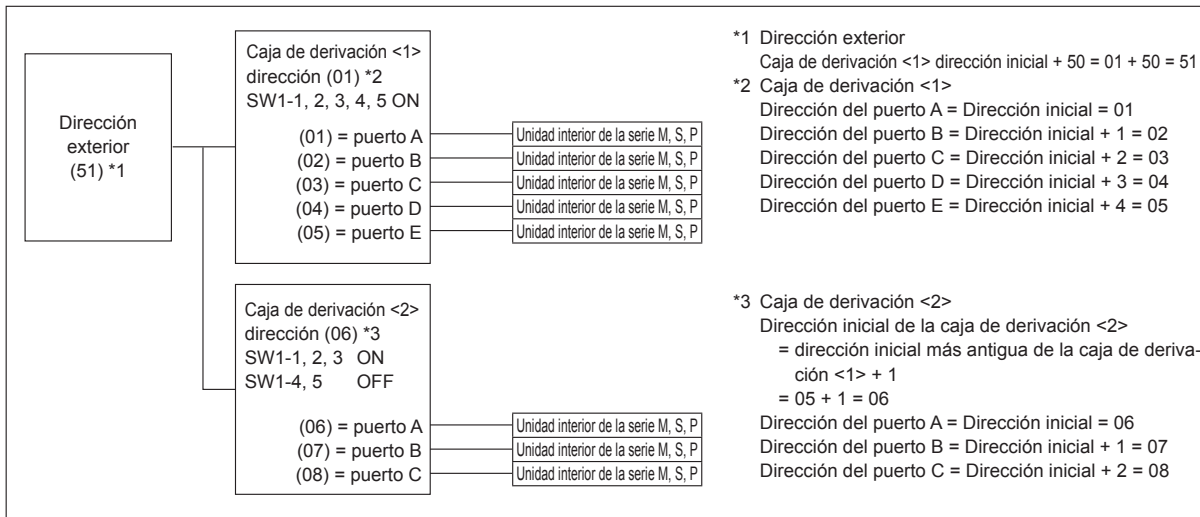 Dirección
exterior
(51) *1
Caja de derivación <1>
dirección (01) *2
SW1-1, 2, 3, 4, 5 ON
(01) = puerto A
(02) = puerto B
(03) = puerto C
(04) = puerto D
(05) = puerto E
Unidad interior de la serie M, S, P
Unidad interior de la serie M, S, P
Unidad interior de la serie M, S, P
Unidad interior de la serie M, S, P
Unidad interior de la serie M, S, P
Caja de derivación <2>
dirección (06) *3
SW1-1, 2, 3 ON
SW1-4, 5 OFF
(06) = puerto A
(07) = puerto B
(08) = puerto C
Unidad interior de la serie M, S, P
Unidad interior de la serie M, S, P
Unidad interior de la serie M, S, P
*1 Dirección exterior
Caja de derivación <1> dirección inicial + 50 = 01 + 50 = 51
*2 Caja de derivación <1>
Dirección del puerto A = Dirección inicial = 01
Dirección del puerto B = Dirección inicial + 1 = 02
Dirección del puerto C = Dirección inicial + 2 = 03
Dirección del puerto D = Dirección inicial + 3 = 04
Dirección del puerto E = Dirección inicial + 4 = 05
*3 Caja de derivación <2>
Dirección inicial de la caja de derivación <2>
= dirección inicial más antigua de la caja de deriva-
ción <1> + 1
= 05 + 1 = 06
Dirección del puerto A = Dirección inicial = 06
Dirección del puerto B = Dirección inicial + 1 = 07
Dirección del puerto C = Dirección inicial + 2 = 08